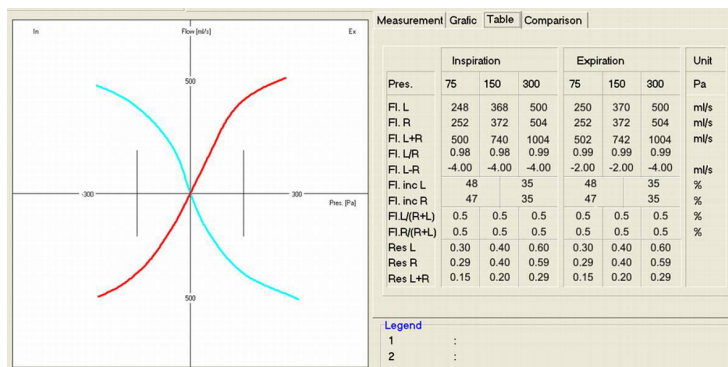 In Flow [ml/s] Ex
500
-300 300
Pres. [Pa]
500
Measurement Grafic Table Comparison
Inspiration Expiration Unit
Pres. 75 150 300 75 150 300 Pa
Fl. L 248 368 500 250 370 500 ml/s
Fl. R 252 372 504 252 372 504 ml/s
Fl. L+R 500 740 1004 502 742 1004 ml/s
Fl. L/R 0.98 0.98 0.99 0.99 0.99 0.99
Fl. L-R -4.00 -4.00 -4.00 -2.00 -2.00 -4.00 ml/s
Fl. inc L 48 35 48 35 %
Fl. inc R 47 35 47 35 %
Fl.L/(R+L) 0.5 0.5 0.5 0.5 0.5 0.5 %
Fl.R/(R+L) 0.5 0.5 0.5 0.5 0.5 0.5 %
Res L 0.30 0.40 0.60 0.30 0.40 0.60
Res R 0.29 0.40 0.59 0.29 0.40 0.59
Res L+R 0.15 0.20 0.29 0.15 0.20 0.29
Legend
1 :
2 :